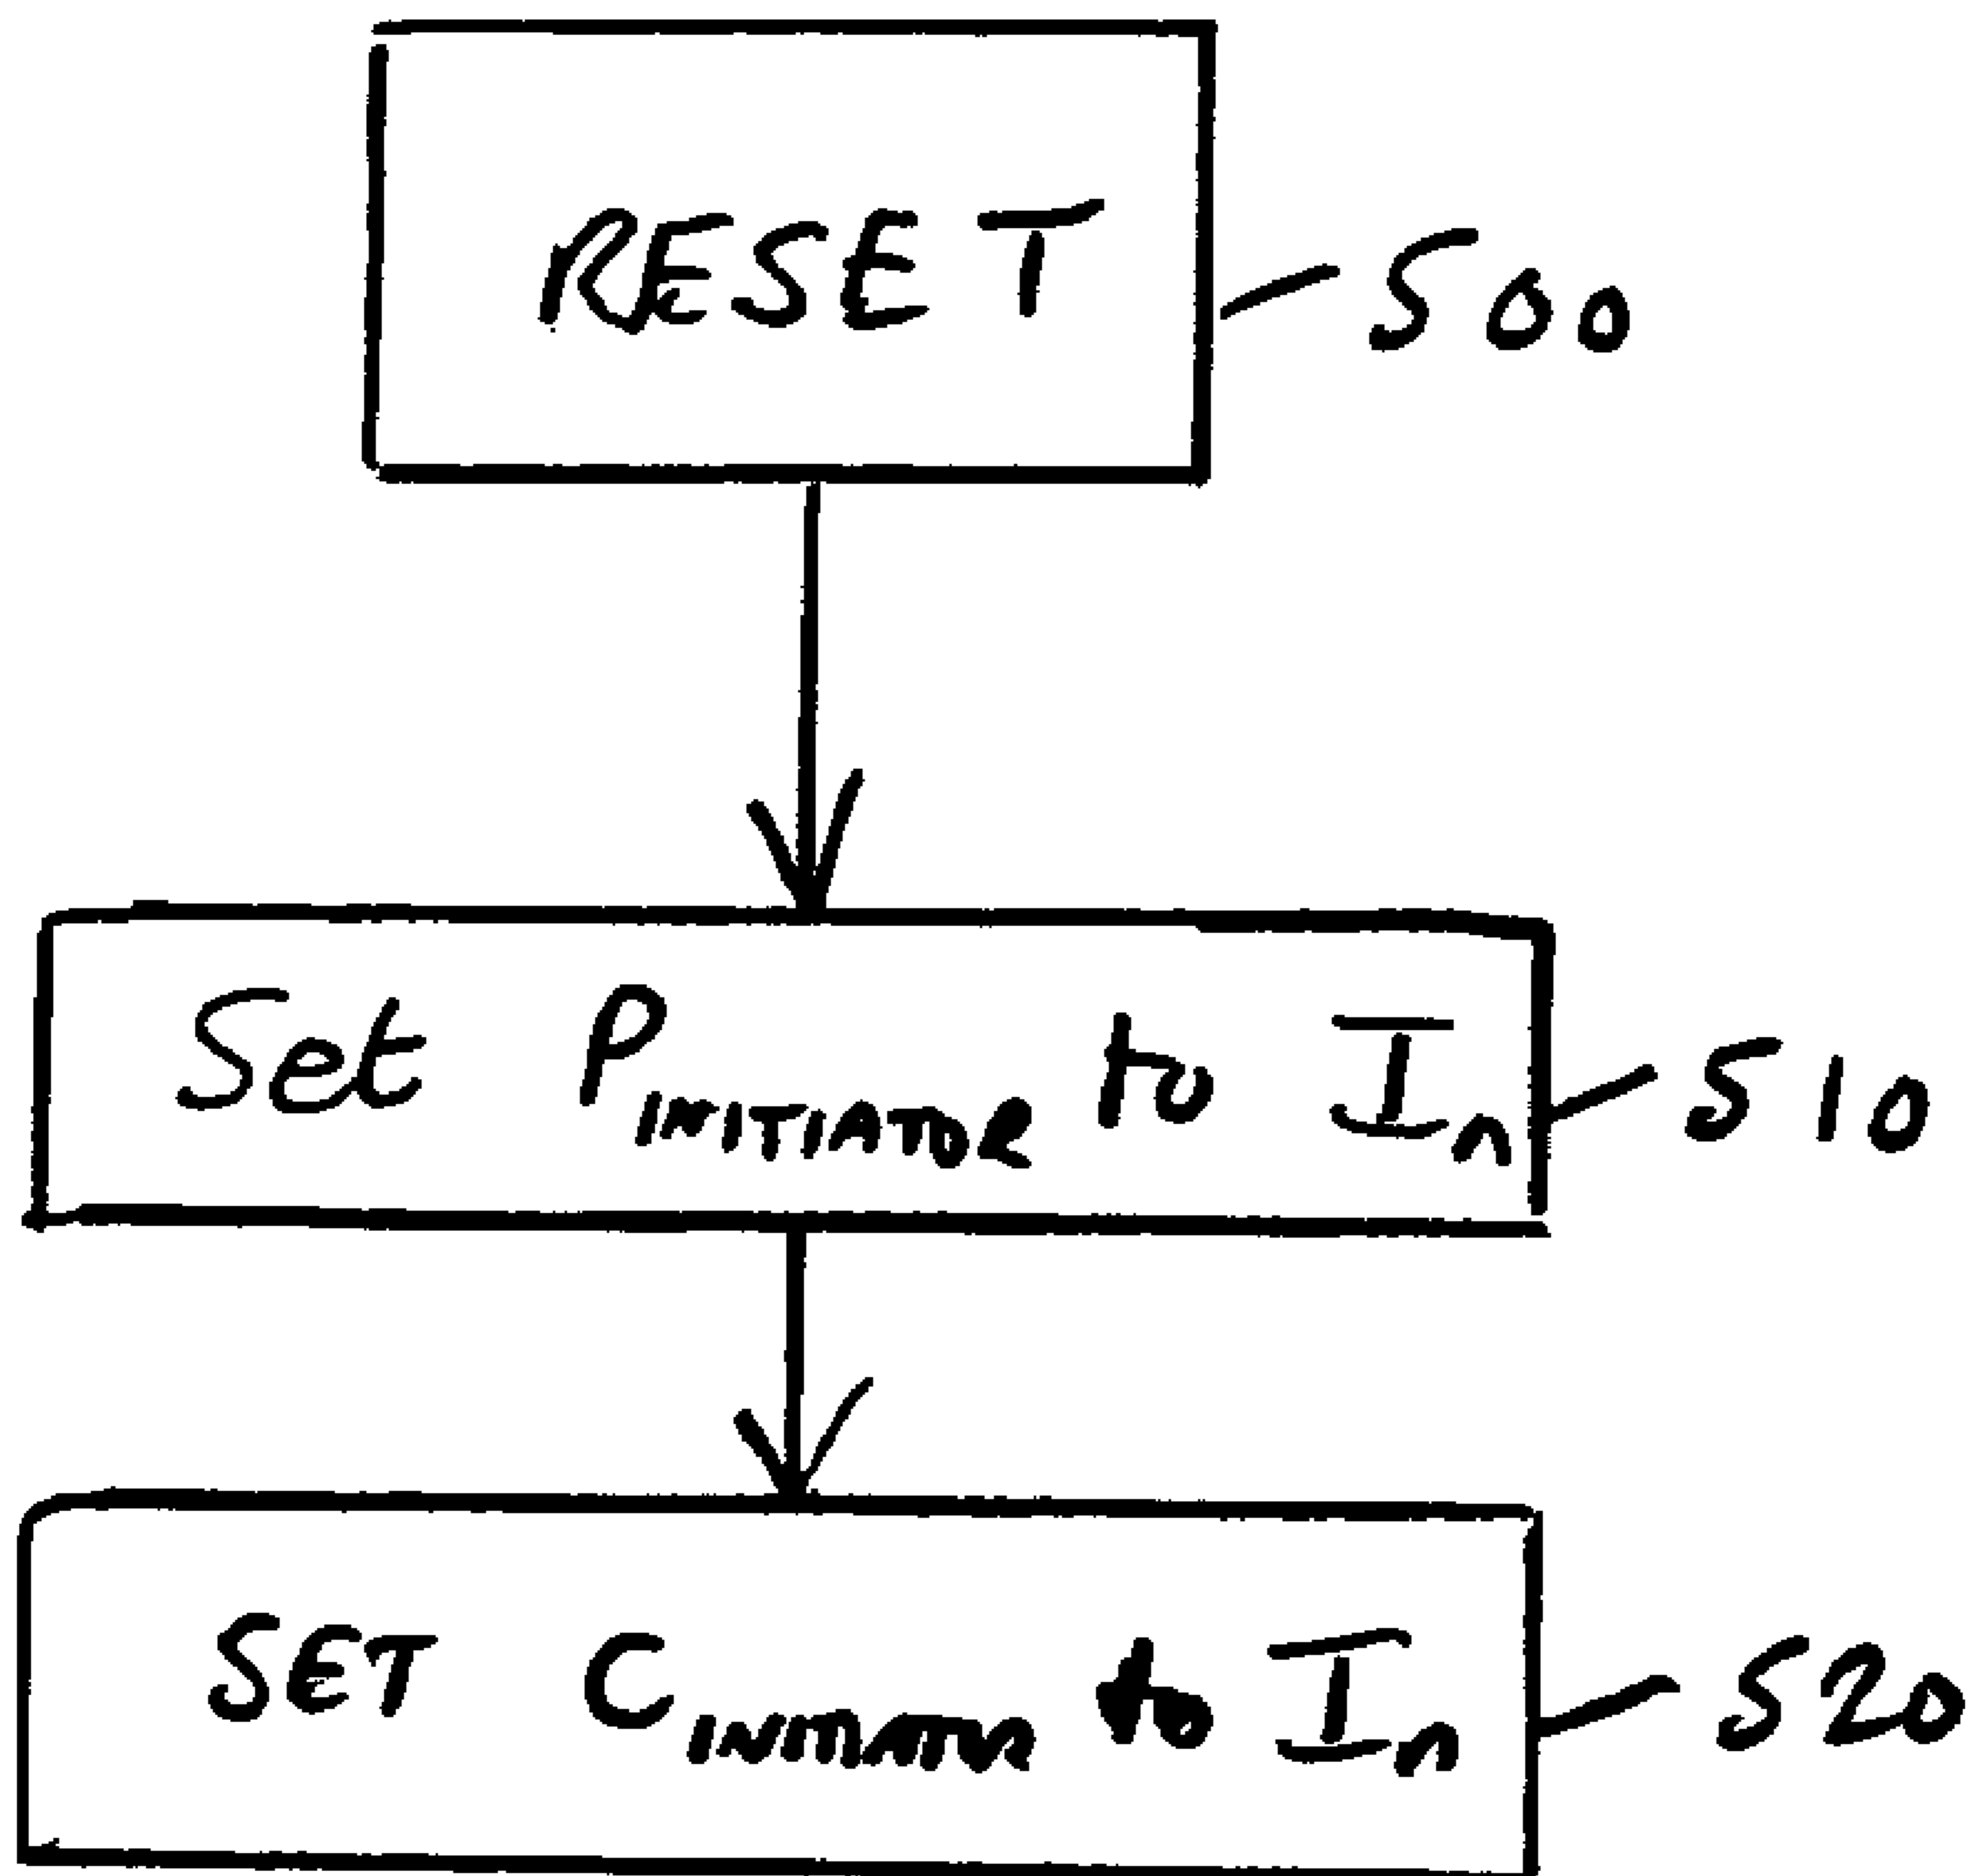 RESET
S00
Set P INITIATOR to In
S10
SET C INITIATOR to In
S20